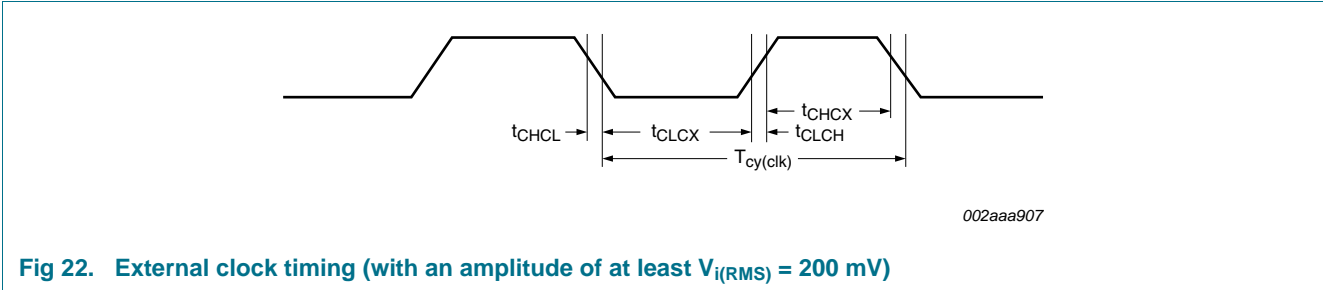 tCHCX
tCHCL tCLCX tCLCH
Tcy(clk)
002aaa907
Fig 22. External clock timing (with an amplitude of at least Vi(RMS) = 200 mV)